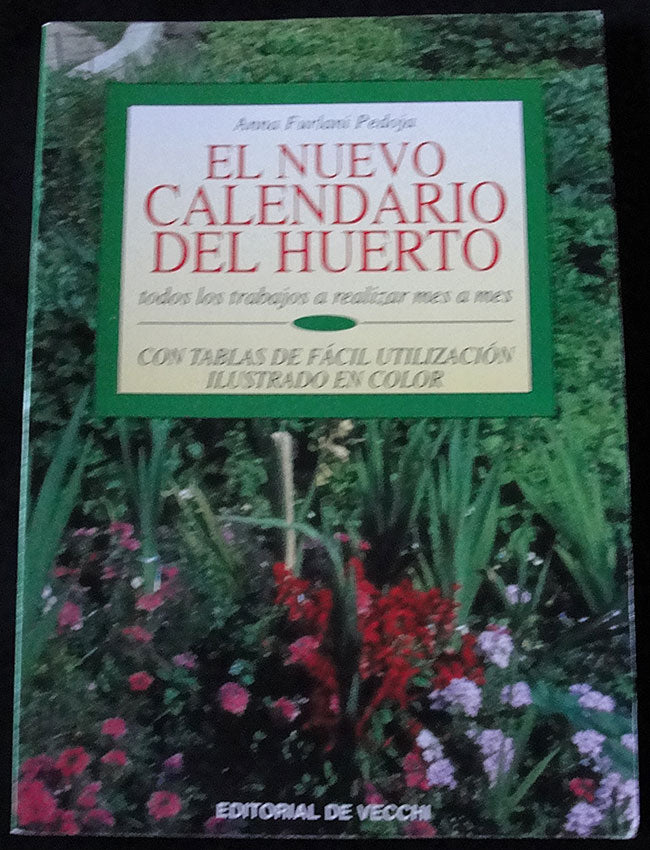 Anna Furlani Pedoja
EL NUEVO
CALENDARIO
DEL HUERTO
todos los trabajos a realizar mes a mes
CON TABLAS DE FÁCIL UTILIZACIÓN
ILUSTRADO EN COLOR
EDITORIAL DE VECCHI